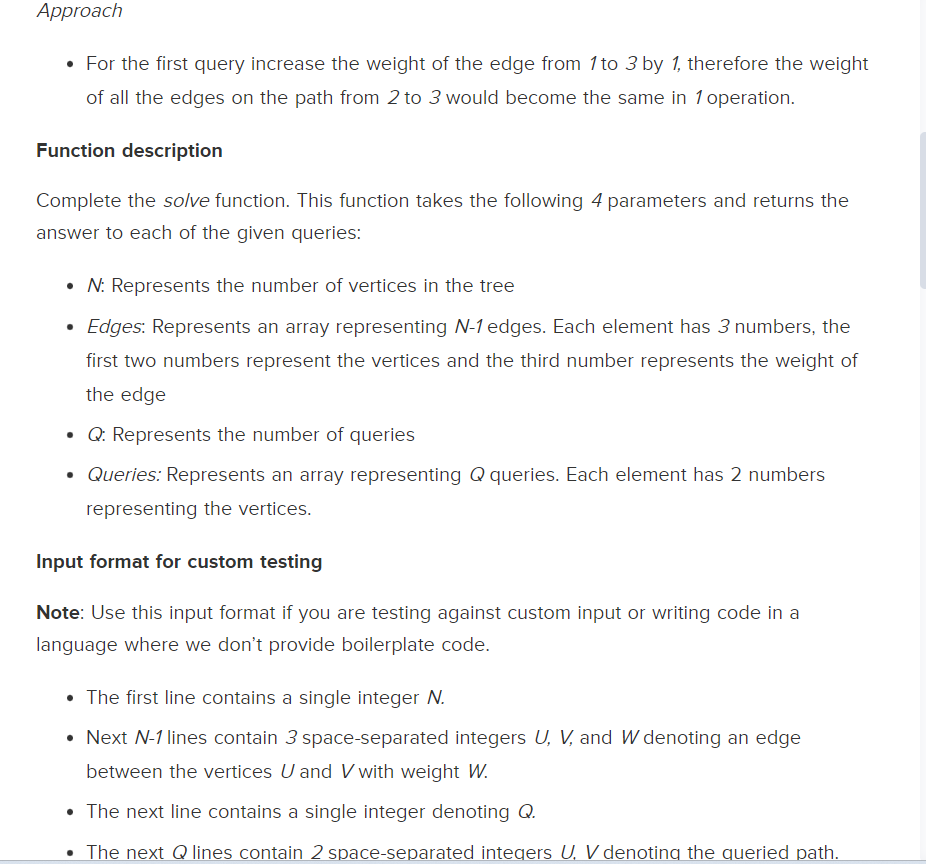 Approach
• For the first query increase the weight of the edge from 1 to 3 by 1, therefore the weight
of all the edges on the path from 2 to 3 would become the same in 1 operation.
Function description
Complete the solve function. This function takes the following 4 parameters and returns the
answer to each of the given queries:
• N: Represents the number of vertices in the tree
• Edges: Represents an array representing N-1 edges. Each element has 3 numbers, the
first two numbers represent the vertices and the third number represents the weight of
the edge
• Q: Represents the number of queries
• Queries: Represents an array representing Q queries. Each element has 2 numbers
representing the vertices.
Input format for custom testing
Note: Use this input format if you are testing against custom input or writing code in a
language where we don’t provide boilerplate code.
• The first line contains a single integer N.
• Next N-1 lines contain 3 space-separated integers U, V, and W denoting an edge
between the vertices U and V with weight W.
• The next line contains a single integer denoting Q.
• The next Q lines contain 2 space-separated integers U, V denoting the queried path.